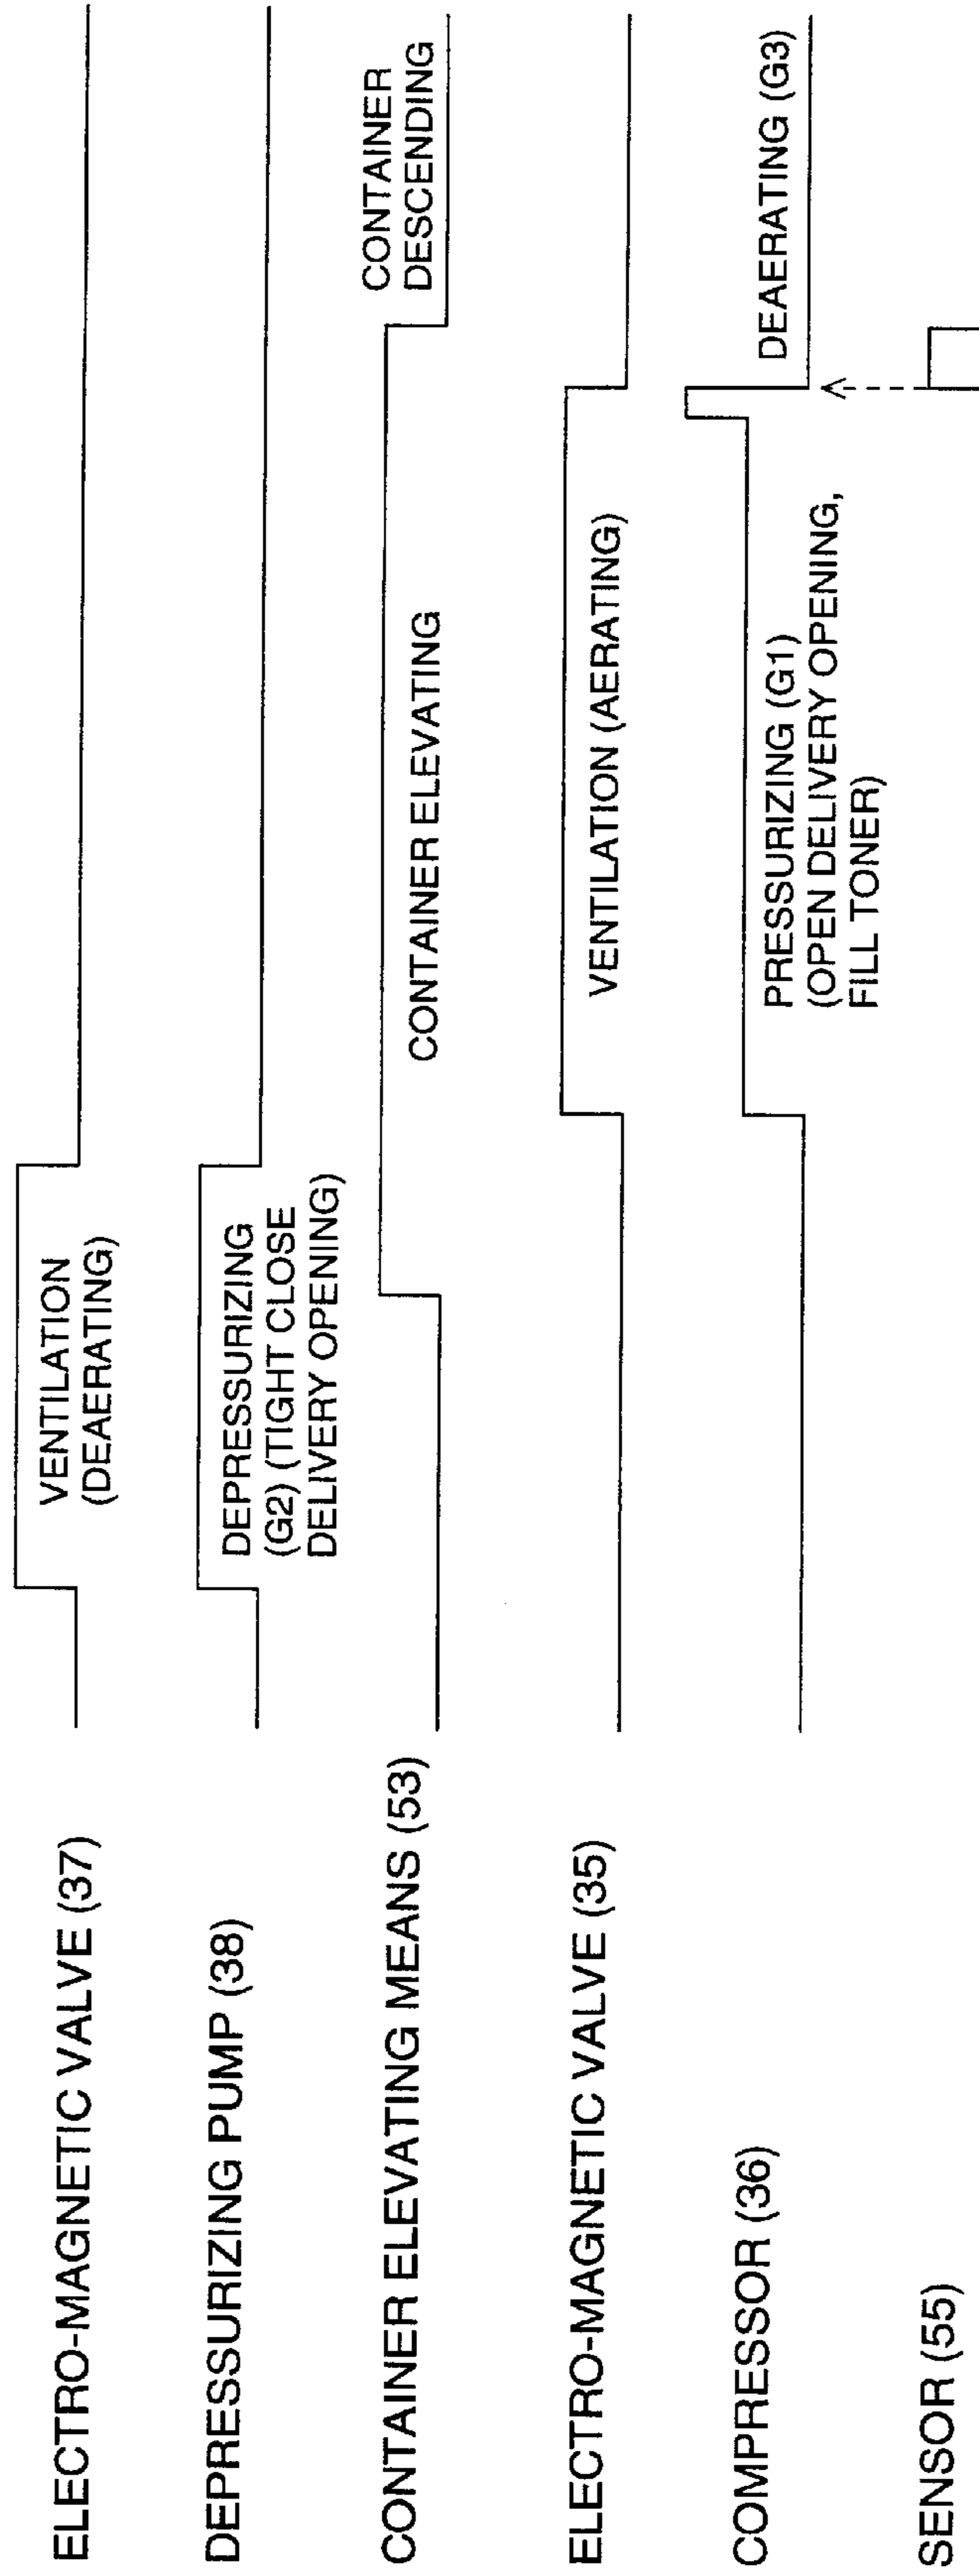 ELECTRO-MAGNETIC VALVE (37)
VENTILATION
(DEAERATING)
DEPRESSURIZING PUMP (38)
DEPRESSURIZING
(G2) (TIGHT CLOSE
DELIVERY OPENING)
CONTAINER ELEVATING MEANS (53)
CONTAINER ELEVATING
CONTAINER
DESCENDING
ELECTRO-MAGNETIC VALVE (35)
VENTILATION (AERATING)
COMPRESSOR (36)
PRESSURIZING (G1)
(OPEN DELIVERY OPENING,
FILL TONER)
DEAERATING (G3)
SENSOR (55)